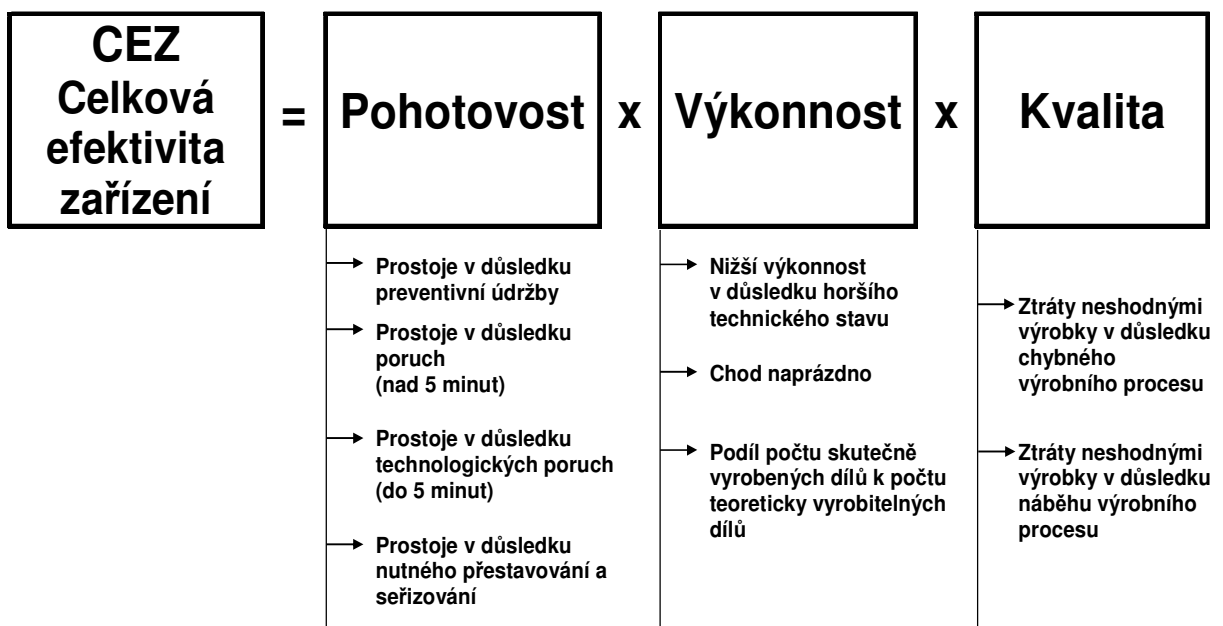 CEZ
Celková
efektivita
zařízení
=
Pohotovost
x
Výkonnost
x
Kvalita
Prostoje v důsledku
preventivní údržby
Prostoje v důsledku
poruch
(nad 5 minut)
Prostoje v důsledku
technologických poruch
(do 5 minut)
Prostoje v důsledku
nutného přestavování a
seřizování
Nižší výkonnost
v důsledku horšího
technického stavu
Chod naprázdno
Podíl počtu skutečně
vyrobených dílů k počtu
teoreticky vyrobitelných
dílů
Ztráty neshodnými
výrobky v důsledku
chybného
výrobního procesu
Ztráty neshodnými
výrobky v důsledku
náběhu výrobního
procesu